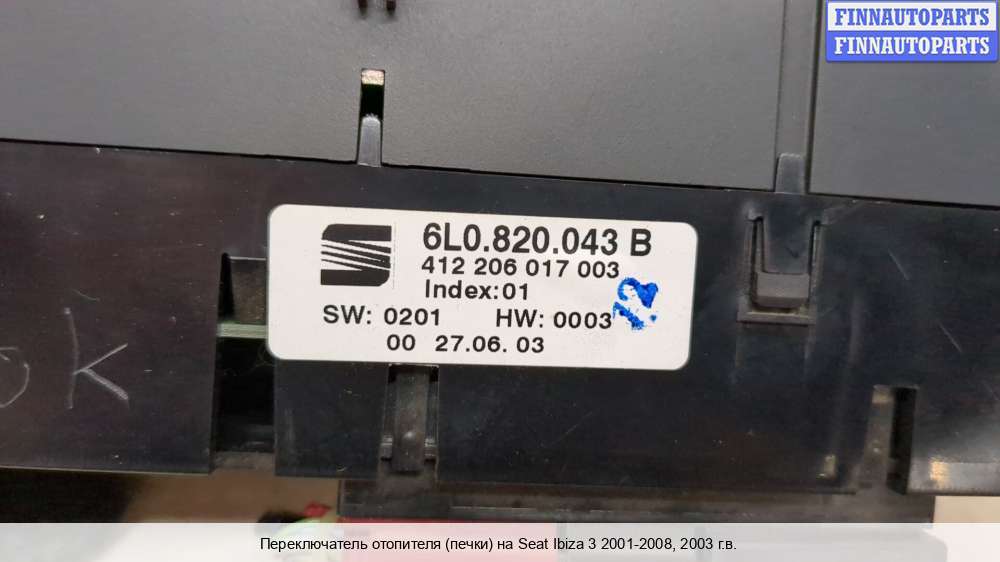 FINNAUTOPARTS
FINNAUTOPARTS
6L0.820.043 B
412 206 017 003
Index:01
SW: 0201 HW: 0003
00 27.06.03
OK
Переключатель отопителя (печки) на Seat Ibiza 3 2001-2008, 2003 г.в.